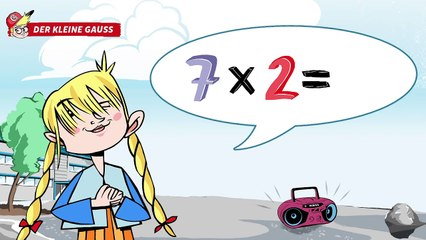 DER KLEINE GAUSS
7 x 2 =